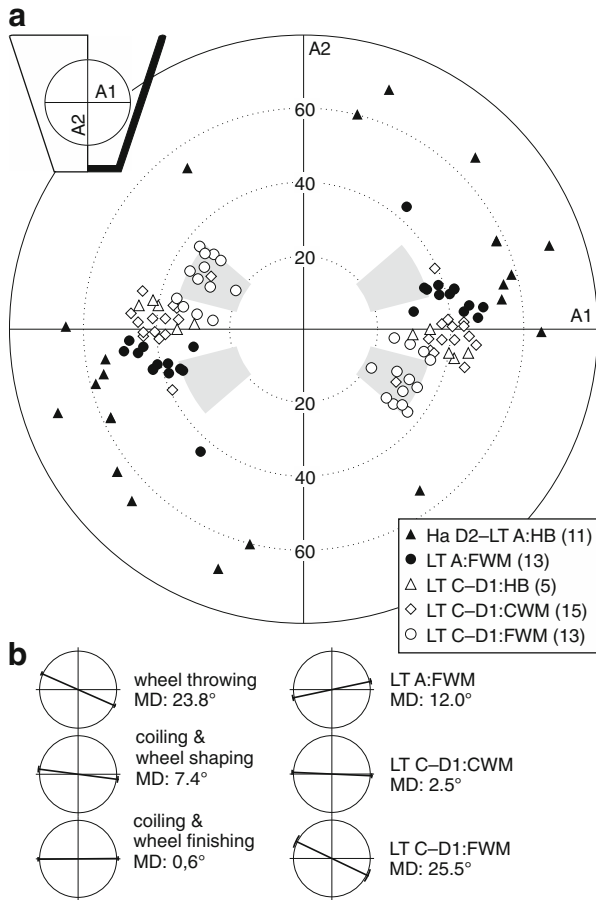 a
A1
A2
A2
60
40
20
A1
20
40
60
Ha D2–LT A:HB (11)
LT A:FWM (13)
LT C–D1:HB (5)
LT C–D1:CWM (15)
LT C–D1:FWM (13)
b
wheel throwing
MD: 23.8°
coiling &
wheel shaping
MD: 7.4°
coiling &
wheel finishing
MD: 0,6°
LT A:FWM
MD: 12.0°
LT C–D1:CWM
MD: 2.5°
LT C–D1:FWM
MD: 25.5°